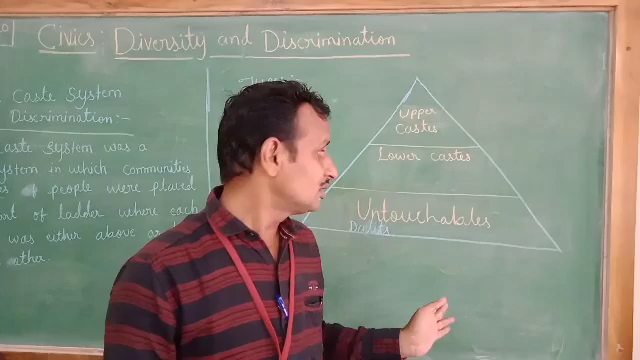 Civics: Diversity and Discrimination
Caste System
Discrimination:-
Caste System was a
system in which communities
of people were placed
of Ladder where each
was either above or
other.
Upper
Castes
Lower castes
Untouchables
Dalits